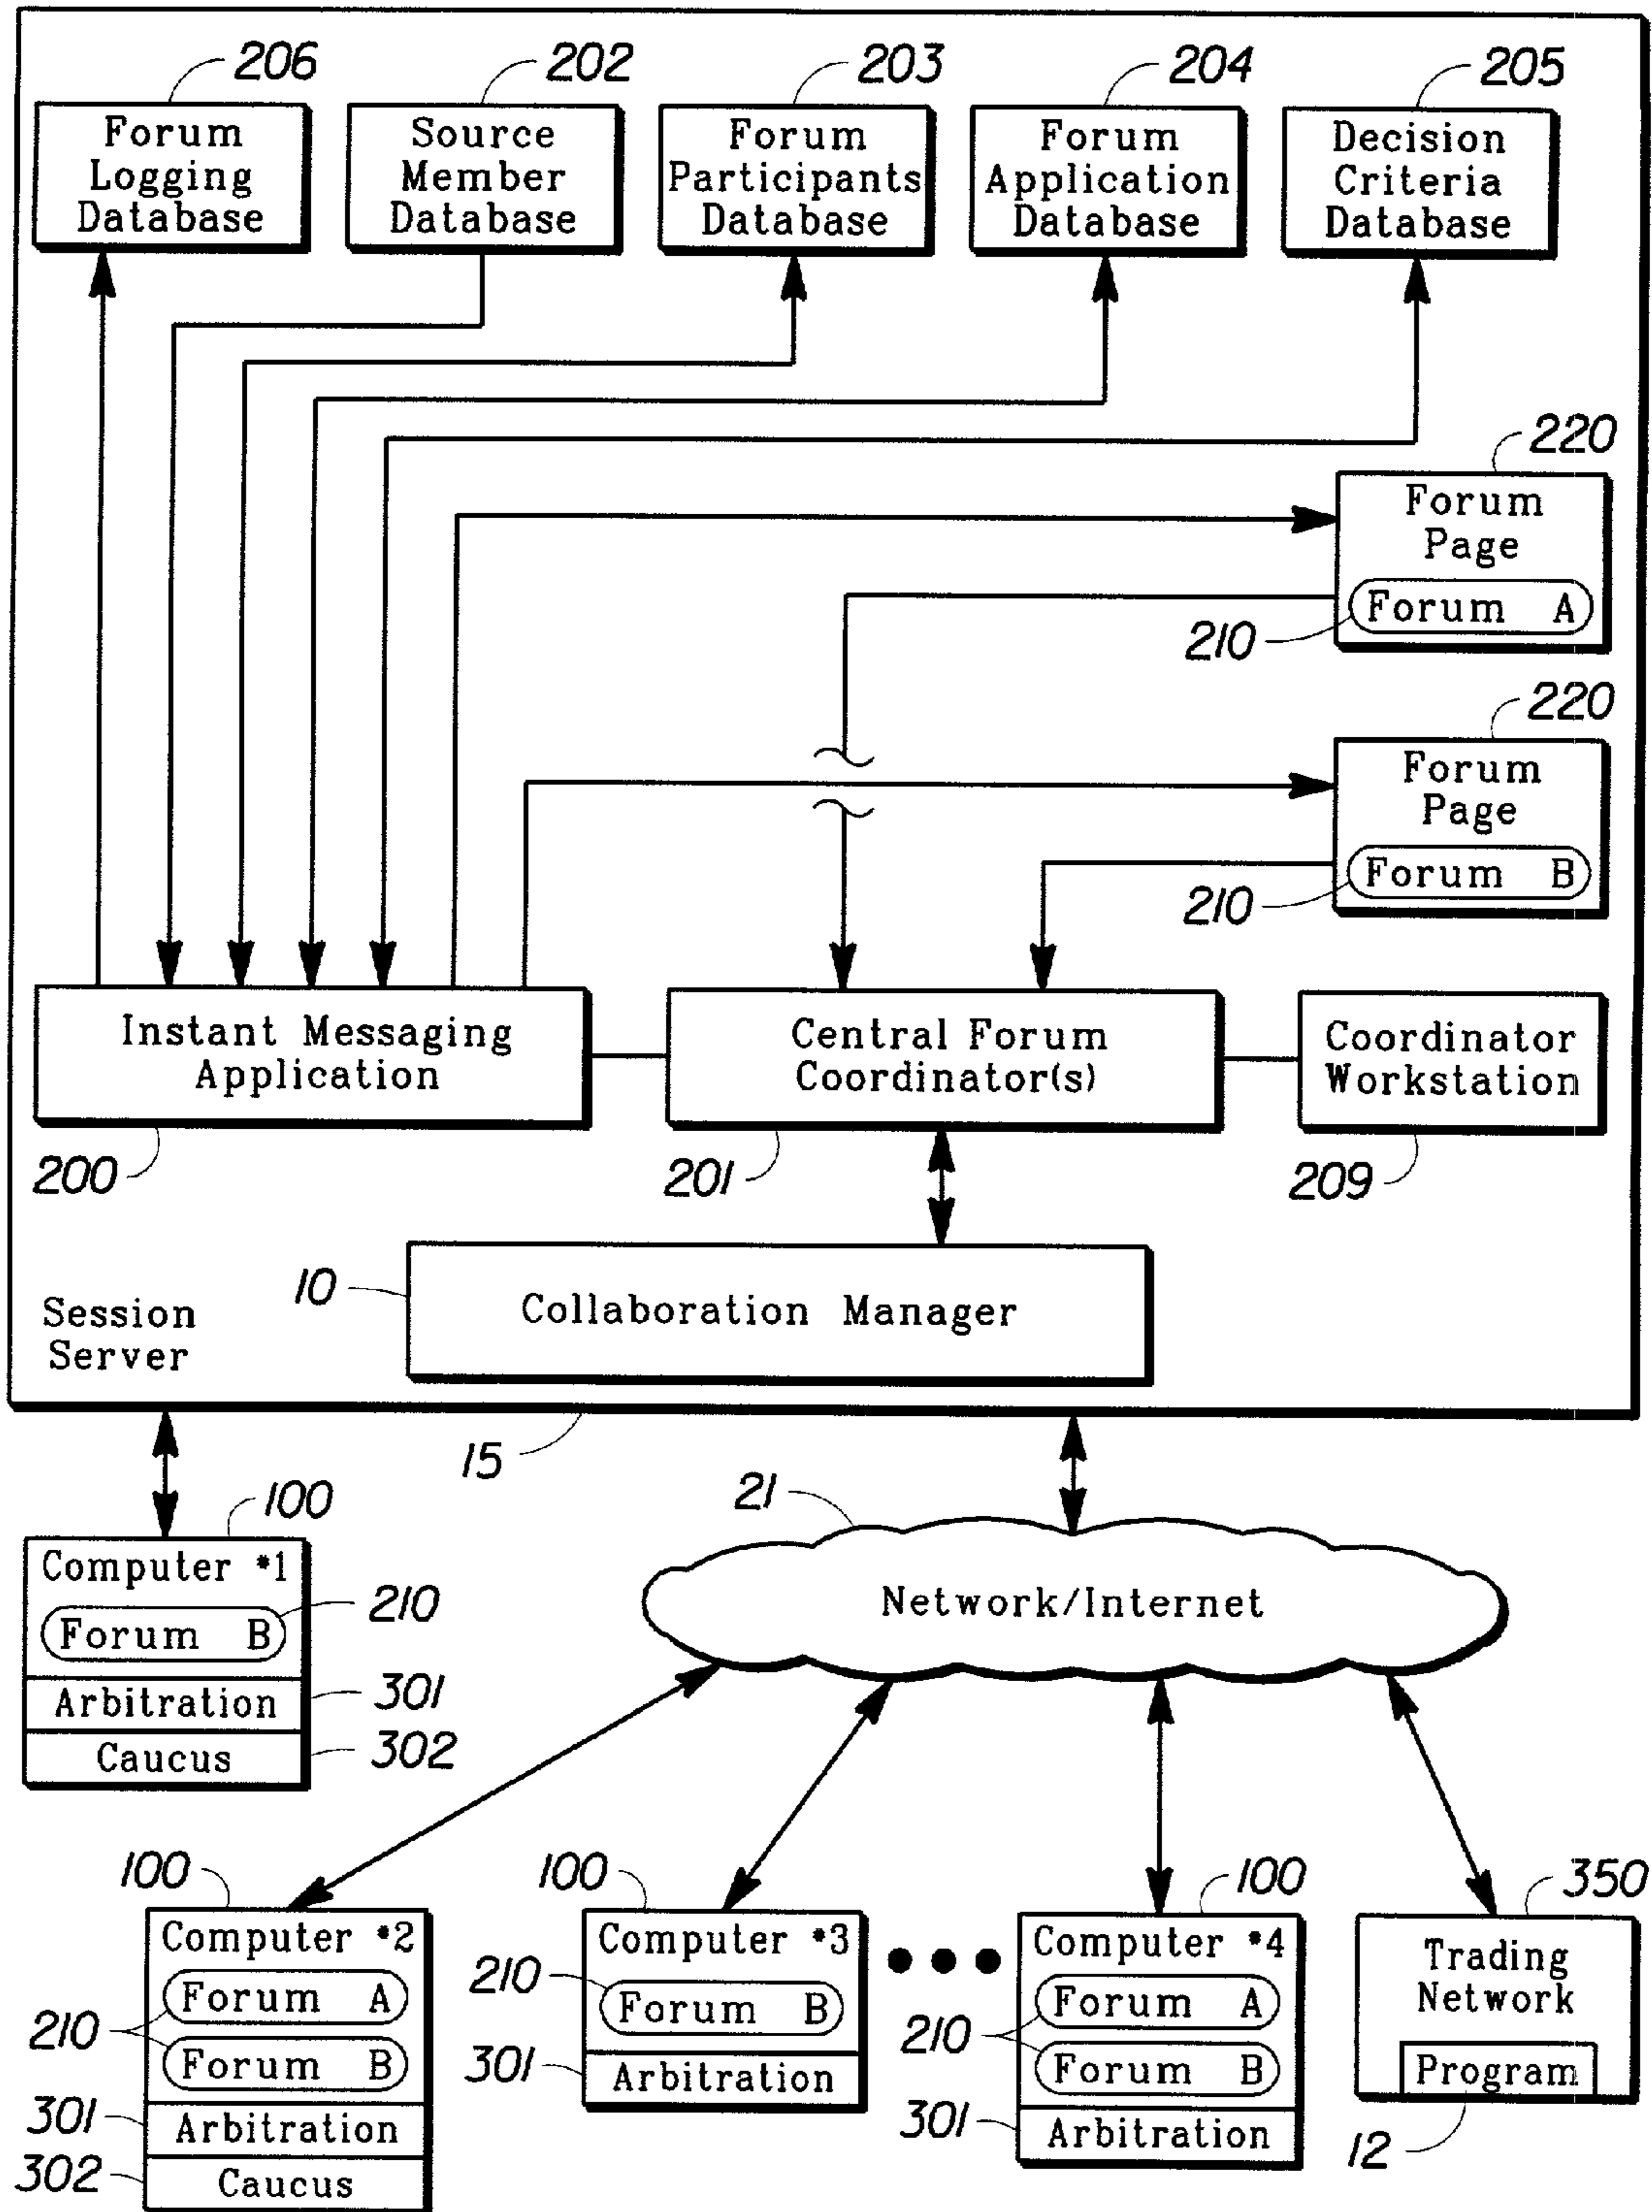 206
202
203
204
205
Forum
Logging
Database
Source
Member
Database
Forum
Participants
Database
Forum
Application
Database
Decision
Criteria
Database
220
Forum
Page
Forum A
210
220
Forum
Page
Forum B
210
Instant Messaging
Application
Central Forum
Coordinator(s)
Coordinator
Workstation
200
201
209
10
Collaboration Manager
Session
Server
15
100
21
Computer *1
Forum B
210
Arbitration
301
Caucus
302
Network/Internet
100
Computer *2
Forum A
210
Forum B
301
Arbitration
302
Caucus
100
Computer *3
210
Forum B
301
Arbitration
100
Computer *4
Forum A
210
Forum B
301
Arbitration
350
Trading
Network
Program
12